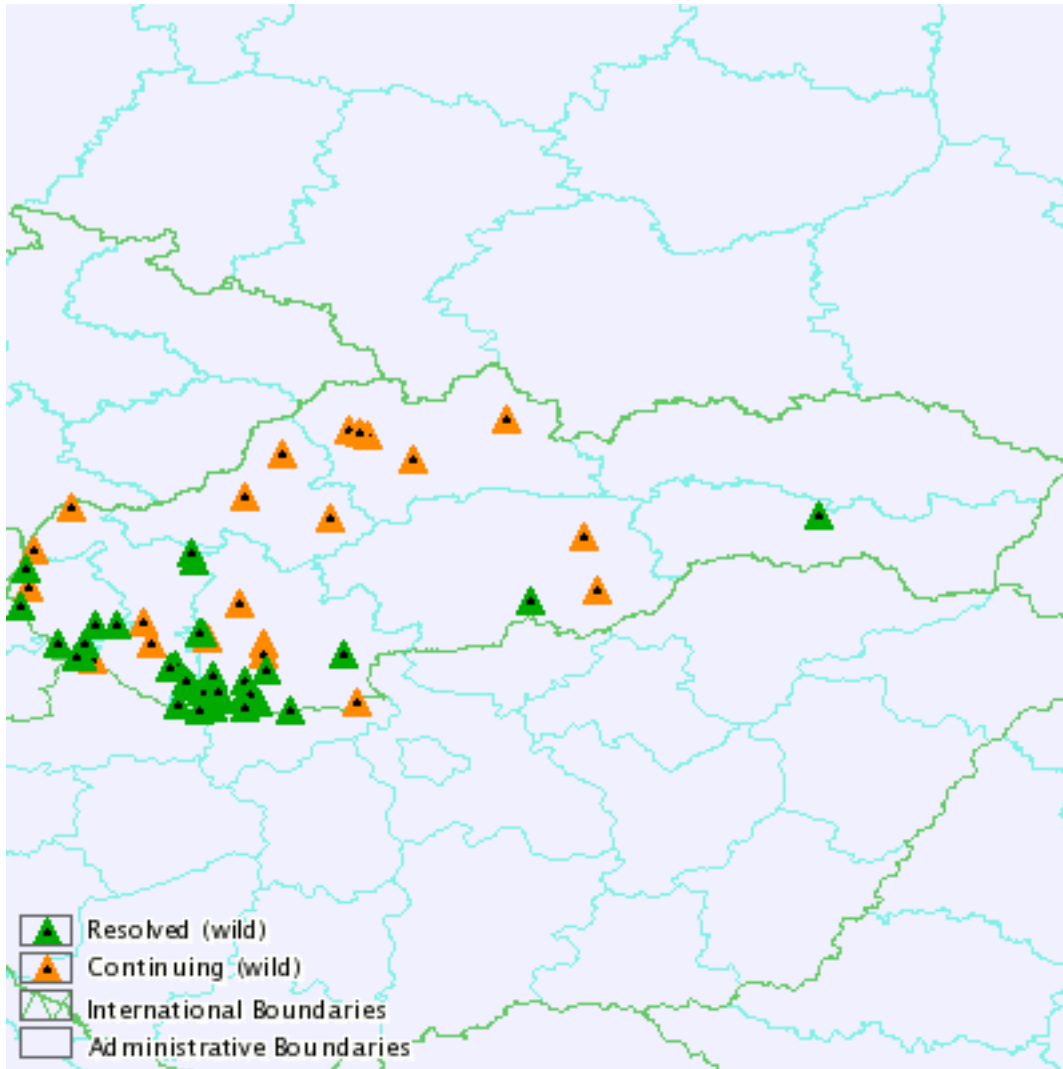 Resolved (wild)
Continuing (wild)
International Boundaries
Administrative Boundaries